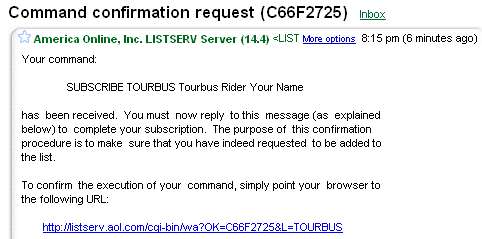 Command confirmation request (C66F2725) Inbox
America Online, Inc. LISTSERV Server (14.4) <LIST More options 8:15 pm (6 minutes ago)
Your command:
SUBSCRIBE TOURBUS Tourbus Rider Your Name
has been received. You must now reply to this message (as explained
below) to complete your subscription. The purpose of this confirmation
procedure is to make sure that you have indeed requested to be added to
the list.
To confirm the execution of your command, simply point your browser to
the following URL:
http://listserv.aol.com/cgi-bin/wa?OK=C66F2725&L=TOURBUS